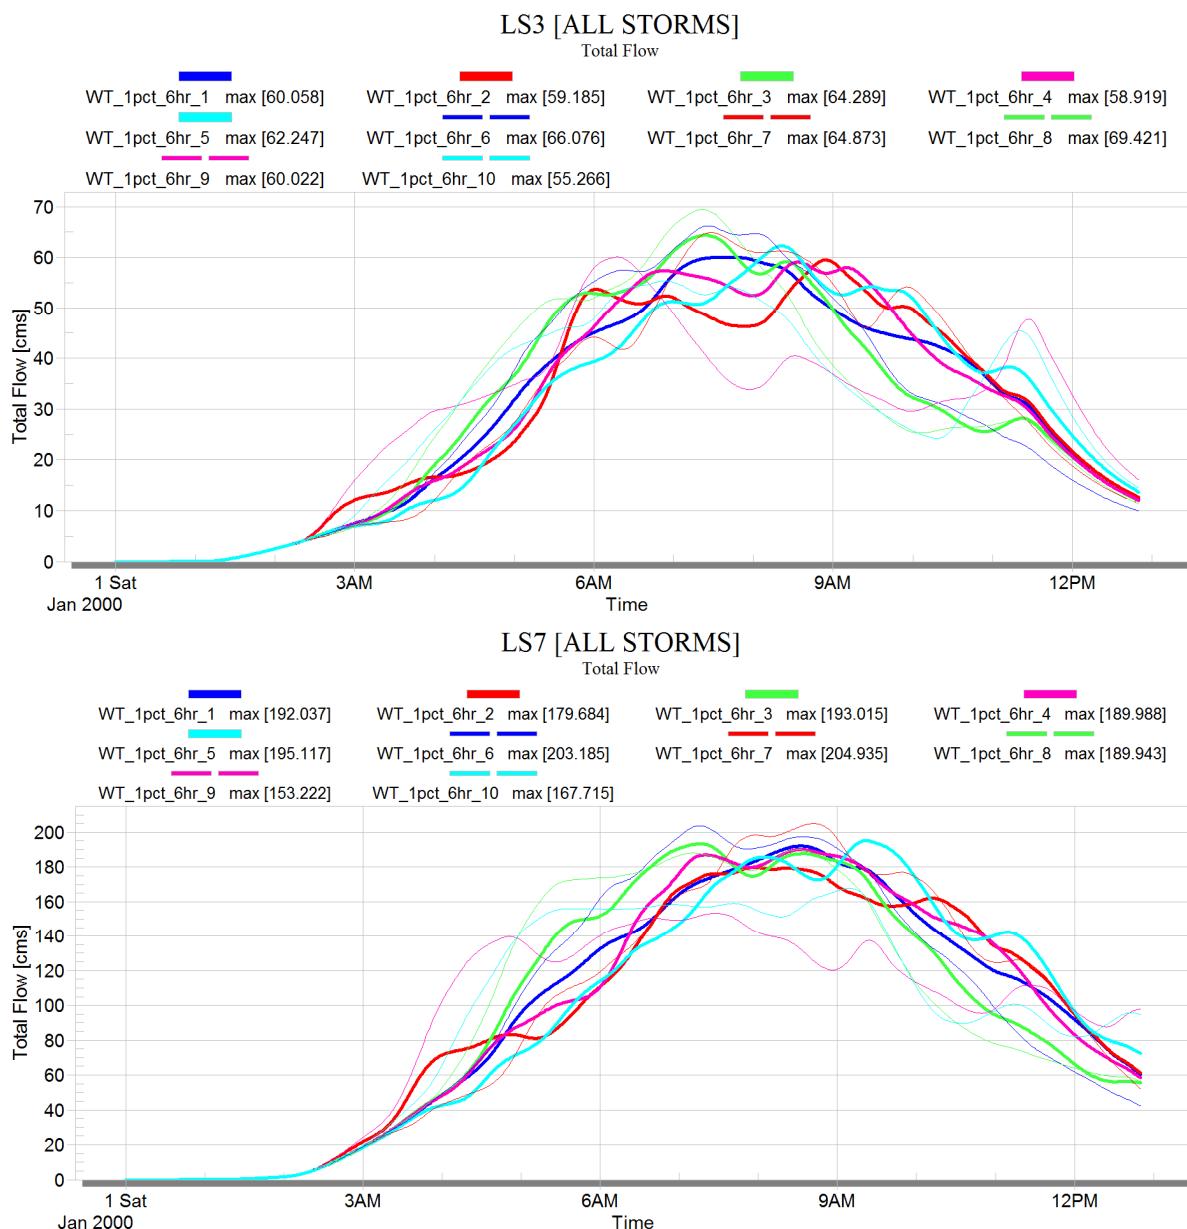 LS3 [ALL STORMS]
Total Flow
WT_1pct_6hr_1 max [60.058] WT_1pct_6hr_2 max [59.185] WT_1pct_6hr_3 max [64.289] WT_1pct_6hr_4 max [58.919]
WT_1pct_6hr_5 max [62.247] WT_1pct_6hr_6 max [66.076] WT_1pct_6hr_7 max [64.873] WT_1pct_6hr_8 max [69.421]
WT_1pct_6hr_9 max [60.022] WT_1pct_6hr_10 max [55.266]
70
60
50
40
30
20
10
0
Total Flow [cms]
1 Sat 3AM 6AM 9AM 12PM
Jan 2000 Time
LS7 [ALL STORMS]
Total Flow
WT_1pct_6hr_1 max [192.037] WT_1pct_6hr_2 max [179.684] WT_1pct_6hr_3 max [193.015] WT_1pct_6hr_4 max [189.988]
WT_1pct_6hr_5 max [195.117] WT_1pct_6hr_6 max [203.185] WT_1pct_6hr_7 max [204.935] WT_1pct_6hr_8 max [189.943]
WT_1pct_6hr_9 max [153.222] WT_1pct_6hr_10 max [167.715]
200
180
160
140
120
100
80
60
40
20
0
Total Flow [cms]
1 Sat 3AM 6AM 9AM 12PM
Jan 2000 Time